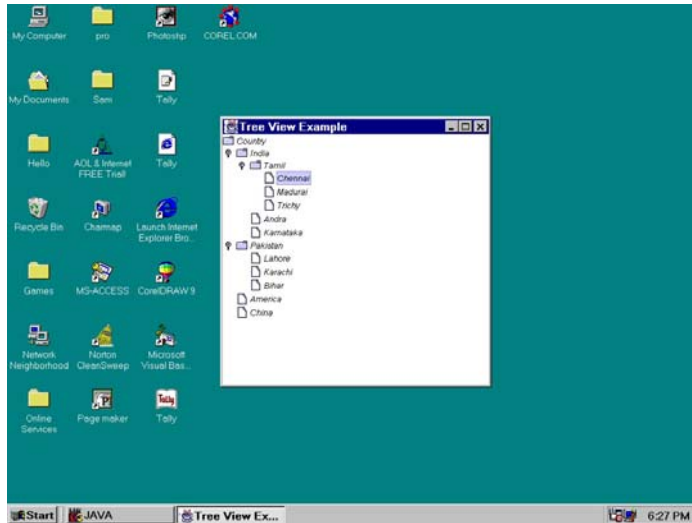 My Computer
pro
Photoshp
COREL.COM
My Documents
Sam
Tally
Hello
AOL & Internet
FREE Trial!
Tally
Recycle Bin
Charmap
Launch Internet
Explorer Bro...
Games
MS-ACCESS
CorelDRAW 9
Network
Neighborhood
Norton
CleanSweep
Microsoft
Visual Bas...
Online
Services
Page maker
Tally
Tally
Tree View Example
Country
India
Tamil
Chennai
Madurai
Trichy
Andra
Karnataka
Pakistan
Lahore
Karachi
Bihar
America
China
Start
JAVA
Tree View Ex...
6:27 PM